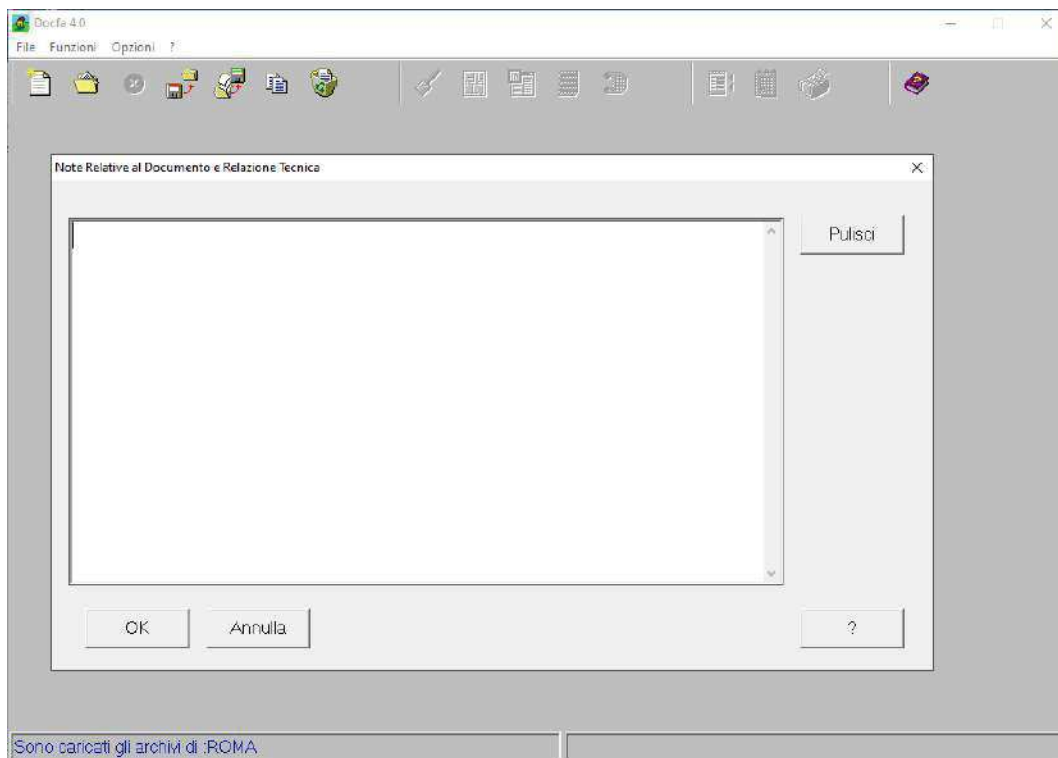 Docfa 4.0
File Funzioni Opzioni ?
Note Relative al Documento e Relazione Tecnica
Pulisci
OK Annulla ?
Sono caricati gli archivi di :ROMA